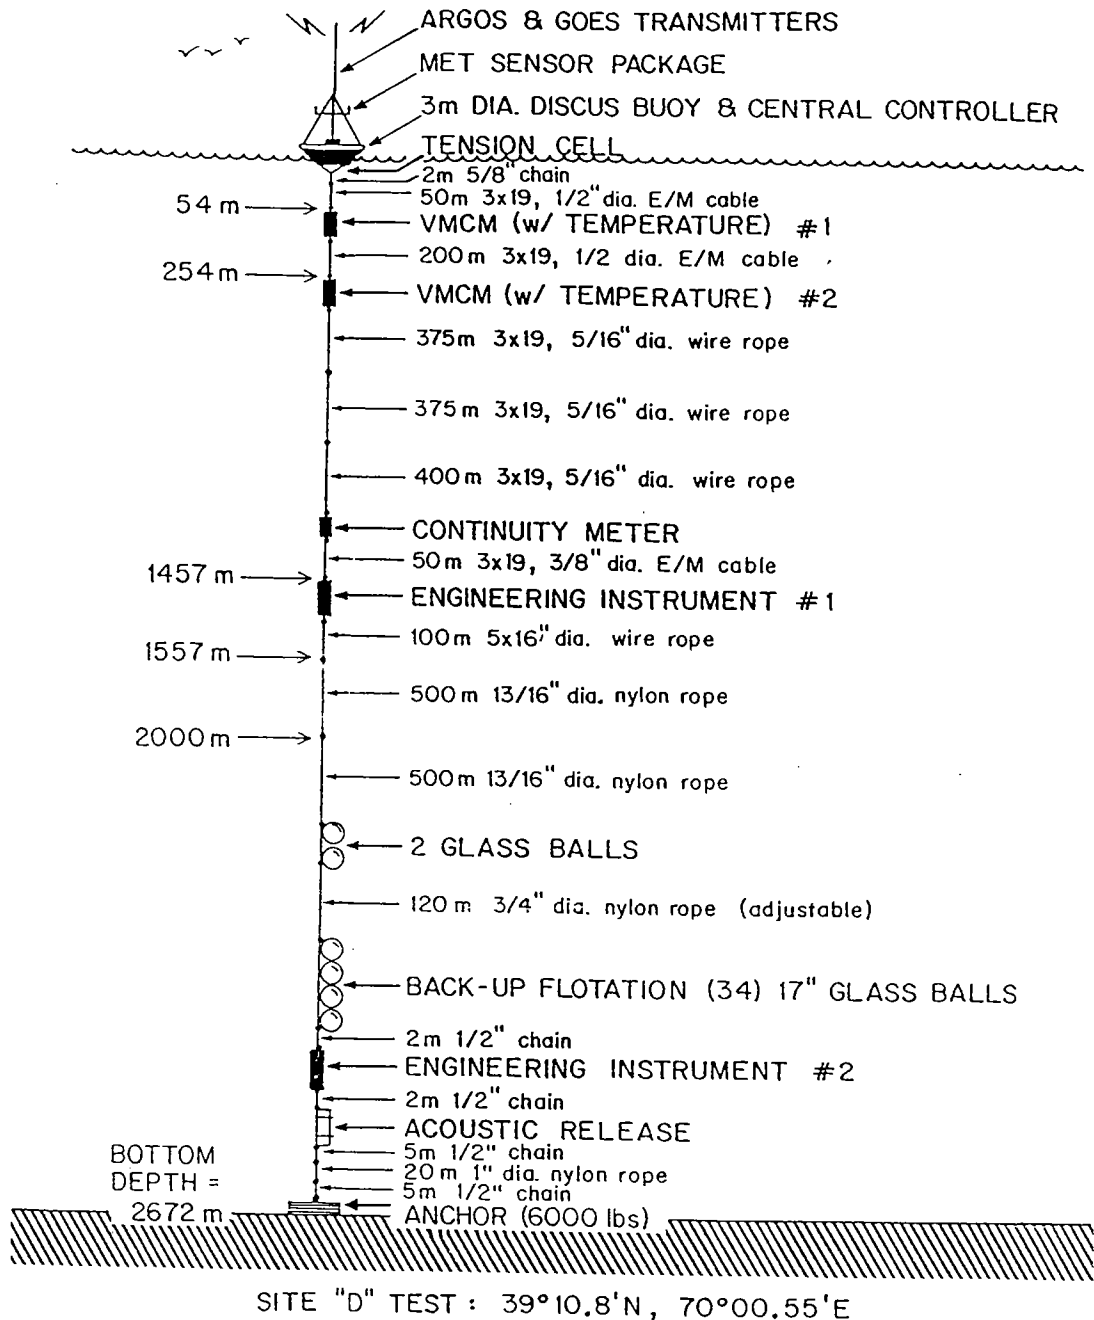 ARGOS & GOES TRANSMITTERS
MET SENSOR PACKAGE
3m DIA. DISCUS BUOY & CENTRAL CONTROLLER
TENSION CELL
2m 5/8" chain
50m 3x19, 1/2" dia. E/M cable
54 m
VMCM (w/ TEMPERATURE) #1
200m 3x19, 1/2 dia. E/M cable
254 m
VMCM (w/ TEMPERATURE) #2
375m 3x19, 5/16" dia. wire rope
375m 3x19, 5/16" dia. wire rope
400m 3x19, 5/16" dia. wire rope
CONTINUITY METER
50m 3x19, 3/8" dia. E/M cable
1457 m
ENGINEERING INSTRUMENT #1
100m 5x16" dia. wire rope
1557 m
500m 13/16" dia. nylon rope
2000 m
500m 13/16" dia. nylon rope
2 GLASS BALLS
120 m 3/4" dia. nylon rope (adjustable)
BACK-UP FLOTATION (34) 17" GLASS BALLS
2m 1/2" chain
ENGINEERING INSTRUMENT #2
2m 1/2" chain
ACOUSTIC RELEASE
5m 1/2" chain
20m 1" dia. nylon rope
5m 1/2" chain
BOTTOM
DEPTH =
2672 m
ANCHOR (6000 lbs)
SITE "D" TEST : 39°10.8'N, 70°00.55'E